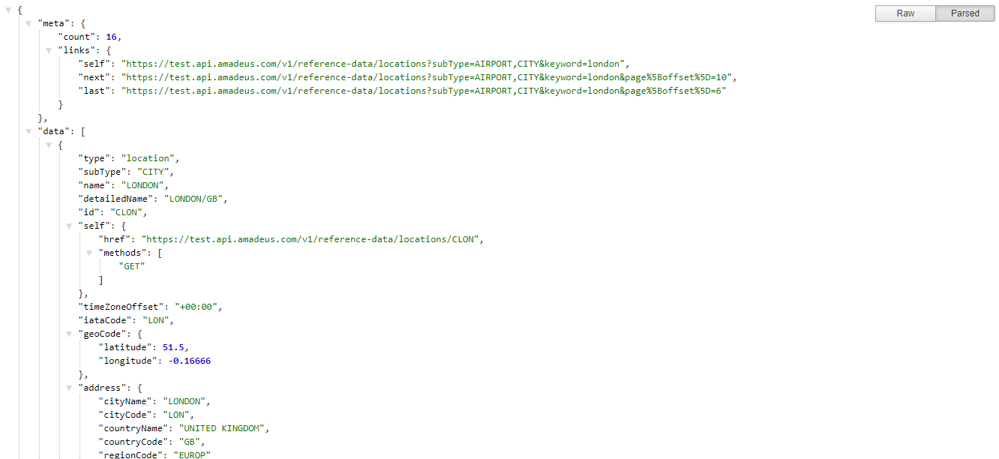 {
"meta": {
"count": 16,
"links": {
"self": "https://test.api.amadeus.com/v1/reference-data/locations?subType=AIRPORT,CITY&keyword=london",
"next": "https://test.api.amadeus.com/v1/reference-data/locations?subType=AIRPORT,CITY&keyword=london&page%5Boffset%5D=10",
"last": "https://test.api.amadeus.com/v1/reference-data/locations?subType=AIRPORT,CITY&keyword=london&page%5Boffset%5D=6"
}
},
"data": [
{
"type": "location",
"subType": "CITY",
"name": "LONDON",
"detailedName": "LONDON/GB",
"id": "CLON",
"self": {
"href": "https://test.api.amadeus.com/v1/reference-data/locations/CLON",
"methods": [
"GET"
]
},
"timeZoneOffset": "+00:00",
"iataCode": "LON",
"geoCode": {
"latitude": 51.5,
"longitude": -0.16666
},
"address": {
"cityName": "LONDON",
"cityCode": "LON",
"countryName": "UNITED KINGDOM",
"countryCode": "GB",
"regionCode": "EUROP"
Raw Parsed